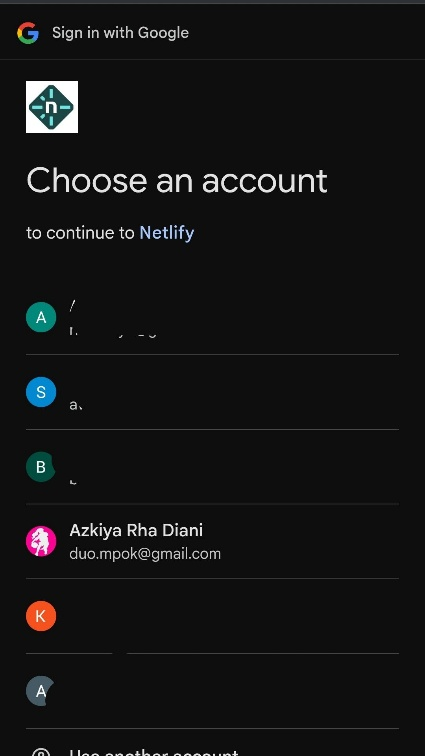 Sign in with Google
n
Choose an account
to continue to Netlify
A
S
B
Azkiya Rha Diani
duo.mpok@gmail.com
K
A
Use another account